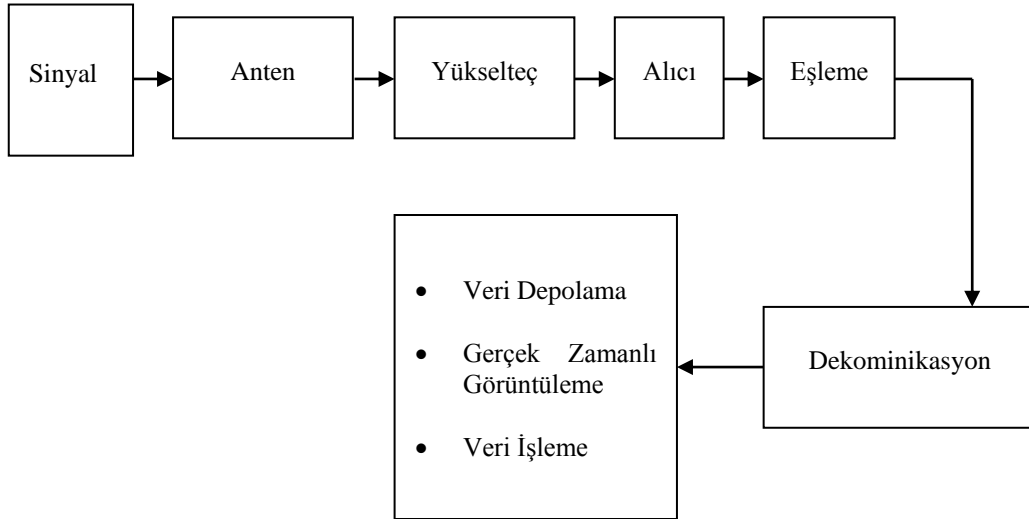 Sinyal
Anten
Yükselteç
Alıcı
Eşleme
Dekominikasyon
• Veri Depolama
• Gerçek Zamanlı
Görüntüleme
• Veri İşleme